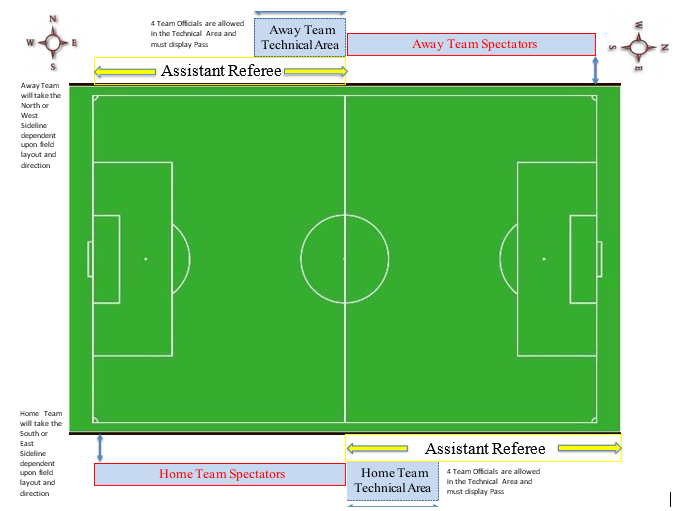 N
W E
S
4 Team Officials are allowed
in the Technical Area and
must display Pass
Away Team
Technical Area
Away Team Spectators
N
W E
S
Assistant Referee
Away Team
will take the
North or
West
Sideline
dependent
upon field
layout and
direction
Home Team
will take the
South or
East
Sideline
dependent
upon field
layout and
direction
Assistant Referee
Home Team Spectators
Home Team
Technical Area
4 Team Officials are allowed
in the Technical Area and
must display Pass